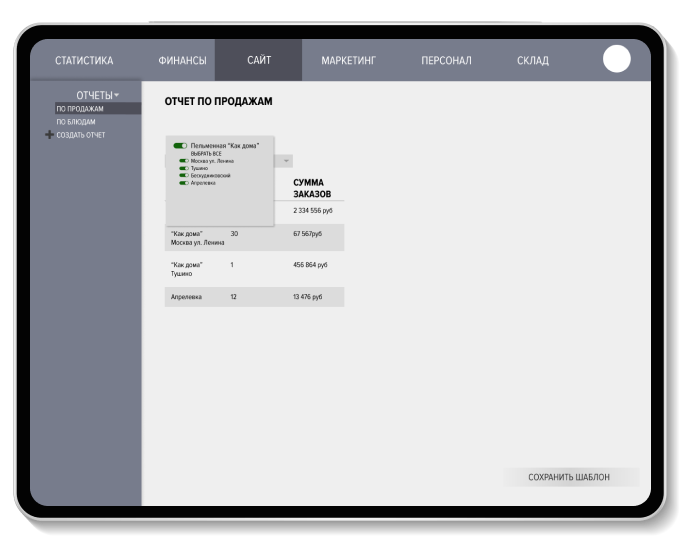 СТАТИСТИКА
ФИНАНСЫ
САЙТ
МАРКЕТИНГ
ПЕРСОНАЛ
СКЛАД
ОТЧЕТЫ
ПО ПРОДАЖАМ
ПО БЛЮДАМ
СОЗДАТЬ ОТЧЕТ
ОТЧЕТ ПО ПРОДАЖАМ
Пельменная "Как дома"
ВЫБРАТЬ ВСЕ
Москва ул. Ленина
Тушино
Бескудниковский
Апрелевка
СУММА
ЗАКАЗОВ
2 334 556 руб
"Как дома" 30 67 567руб
Москва ул. Ленина
"Как дома" 1 456 864 руб
Тушино
Апрелевка 12 13 476 руб
СОХРАНИТЬ ШАБЛОН